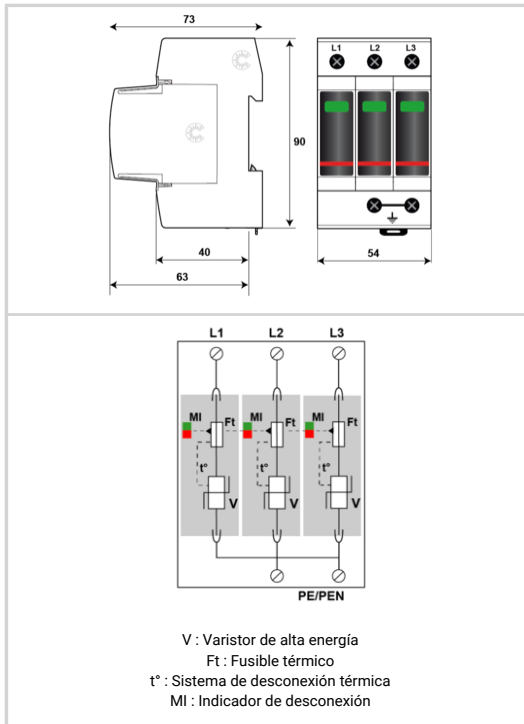 73
L1 L2 L3
90
40
63
54
L1 L2 L3
MI Ft MI Ft MI Ft
t° t° t°
V V V
PE/PEN
V : Varistor de alta energía
Ft : Fusible térmico
t° : Sistema de desconexión térmica
MI : Indicador de desconexión